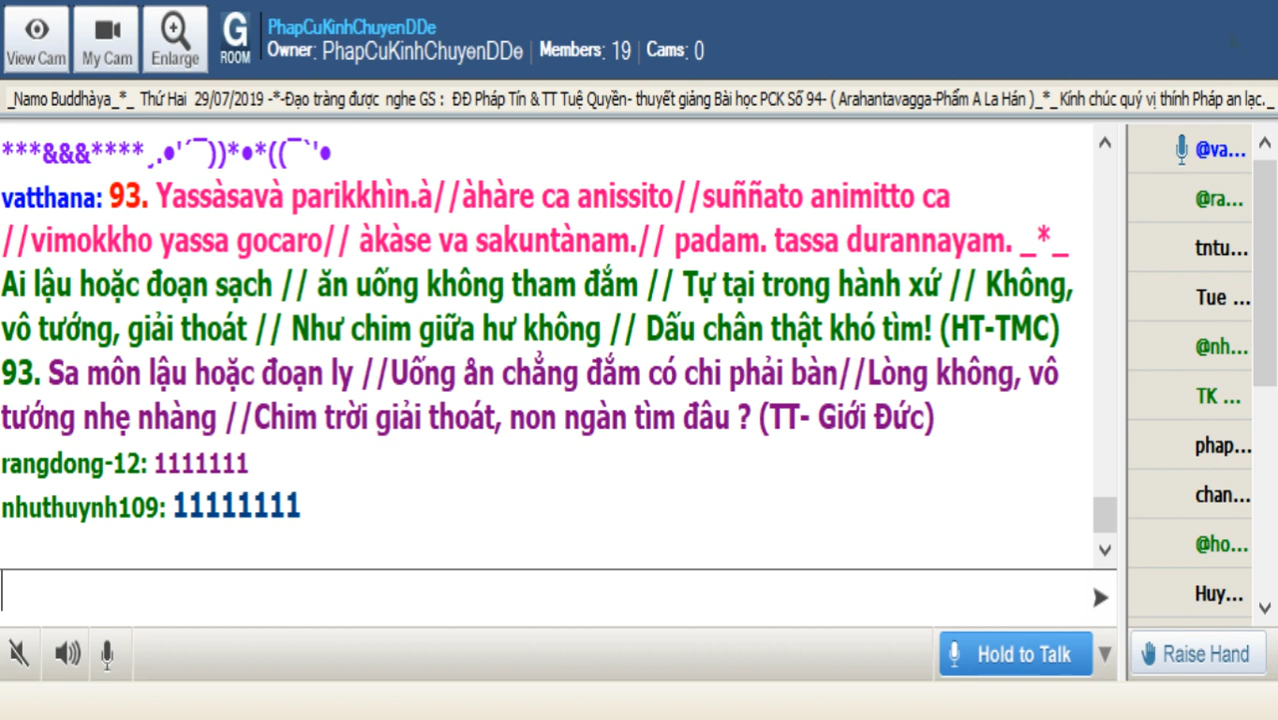 View Cam
My Cam
Enlarge
G
ROOM
PhapCuKinhChuyenDDe
Owner: PhapCuKinhChuyenDDe | Members: 19 | Cams: 0
_Namo Buddhàya_*_ Thứ Hai 29/07/2019 -*-Đạo tràng được nghe GS : ĐĐ Pháp Tín & TT Tuệ Quyền- thuyết giảng Bài học PCK Số 94- ( Arahantavagga-Phẩm A La Hán )_*_Kính chúc quý vị thính Pháp an lạc._
***&&&****¸.•'´¯))*•*((¯`'•
vatthana: 93. Yassàsavà parikkhìn.à//àhàre ca anissito//suññato animitto ca
//vimokkho yassa gocaro// àkàse va sakuntànam.// padam. tassa durannayam. _*_
Ai lậu hoặc đoạn sạch // ăn uống không tham đắm // Tự tại trong hành xứ // Không,
vô tướng, giải thoát // Như chim giữa hư không // Dấu chân thật khó tìm! (HT-TMC)
93. Sa môn lậu hoặc đoạn ly //Uống ăn chẳng đắm có chi phải bàn//Lòng không, vô
tướng nhẹ nhàng //Chim trời giải thoát, non ngàn tìm đâu ? (TT- Giới Đức)
rangdong-12: 1111111
nhuthuynh109: 11111111
@va...
@ra...
tntu...
Tue ...
@nh...
TK ...
phap...
chan...
@ho...
Huy...
Hold to Talk
Raise Hand